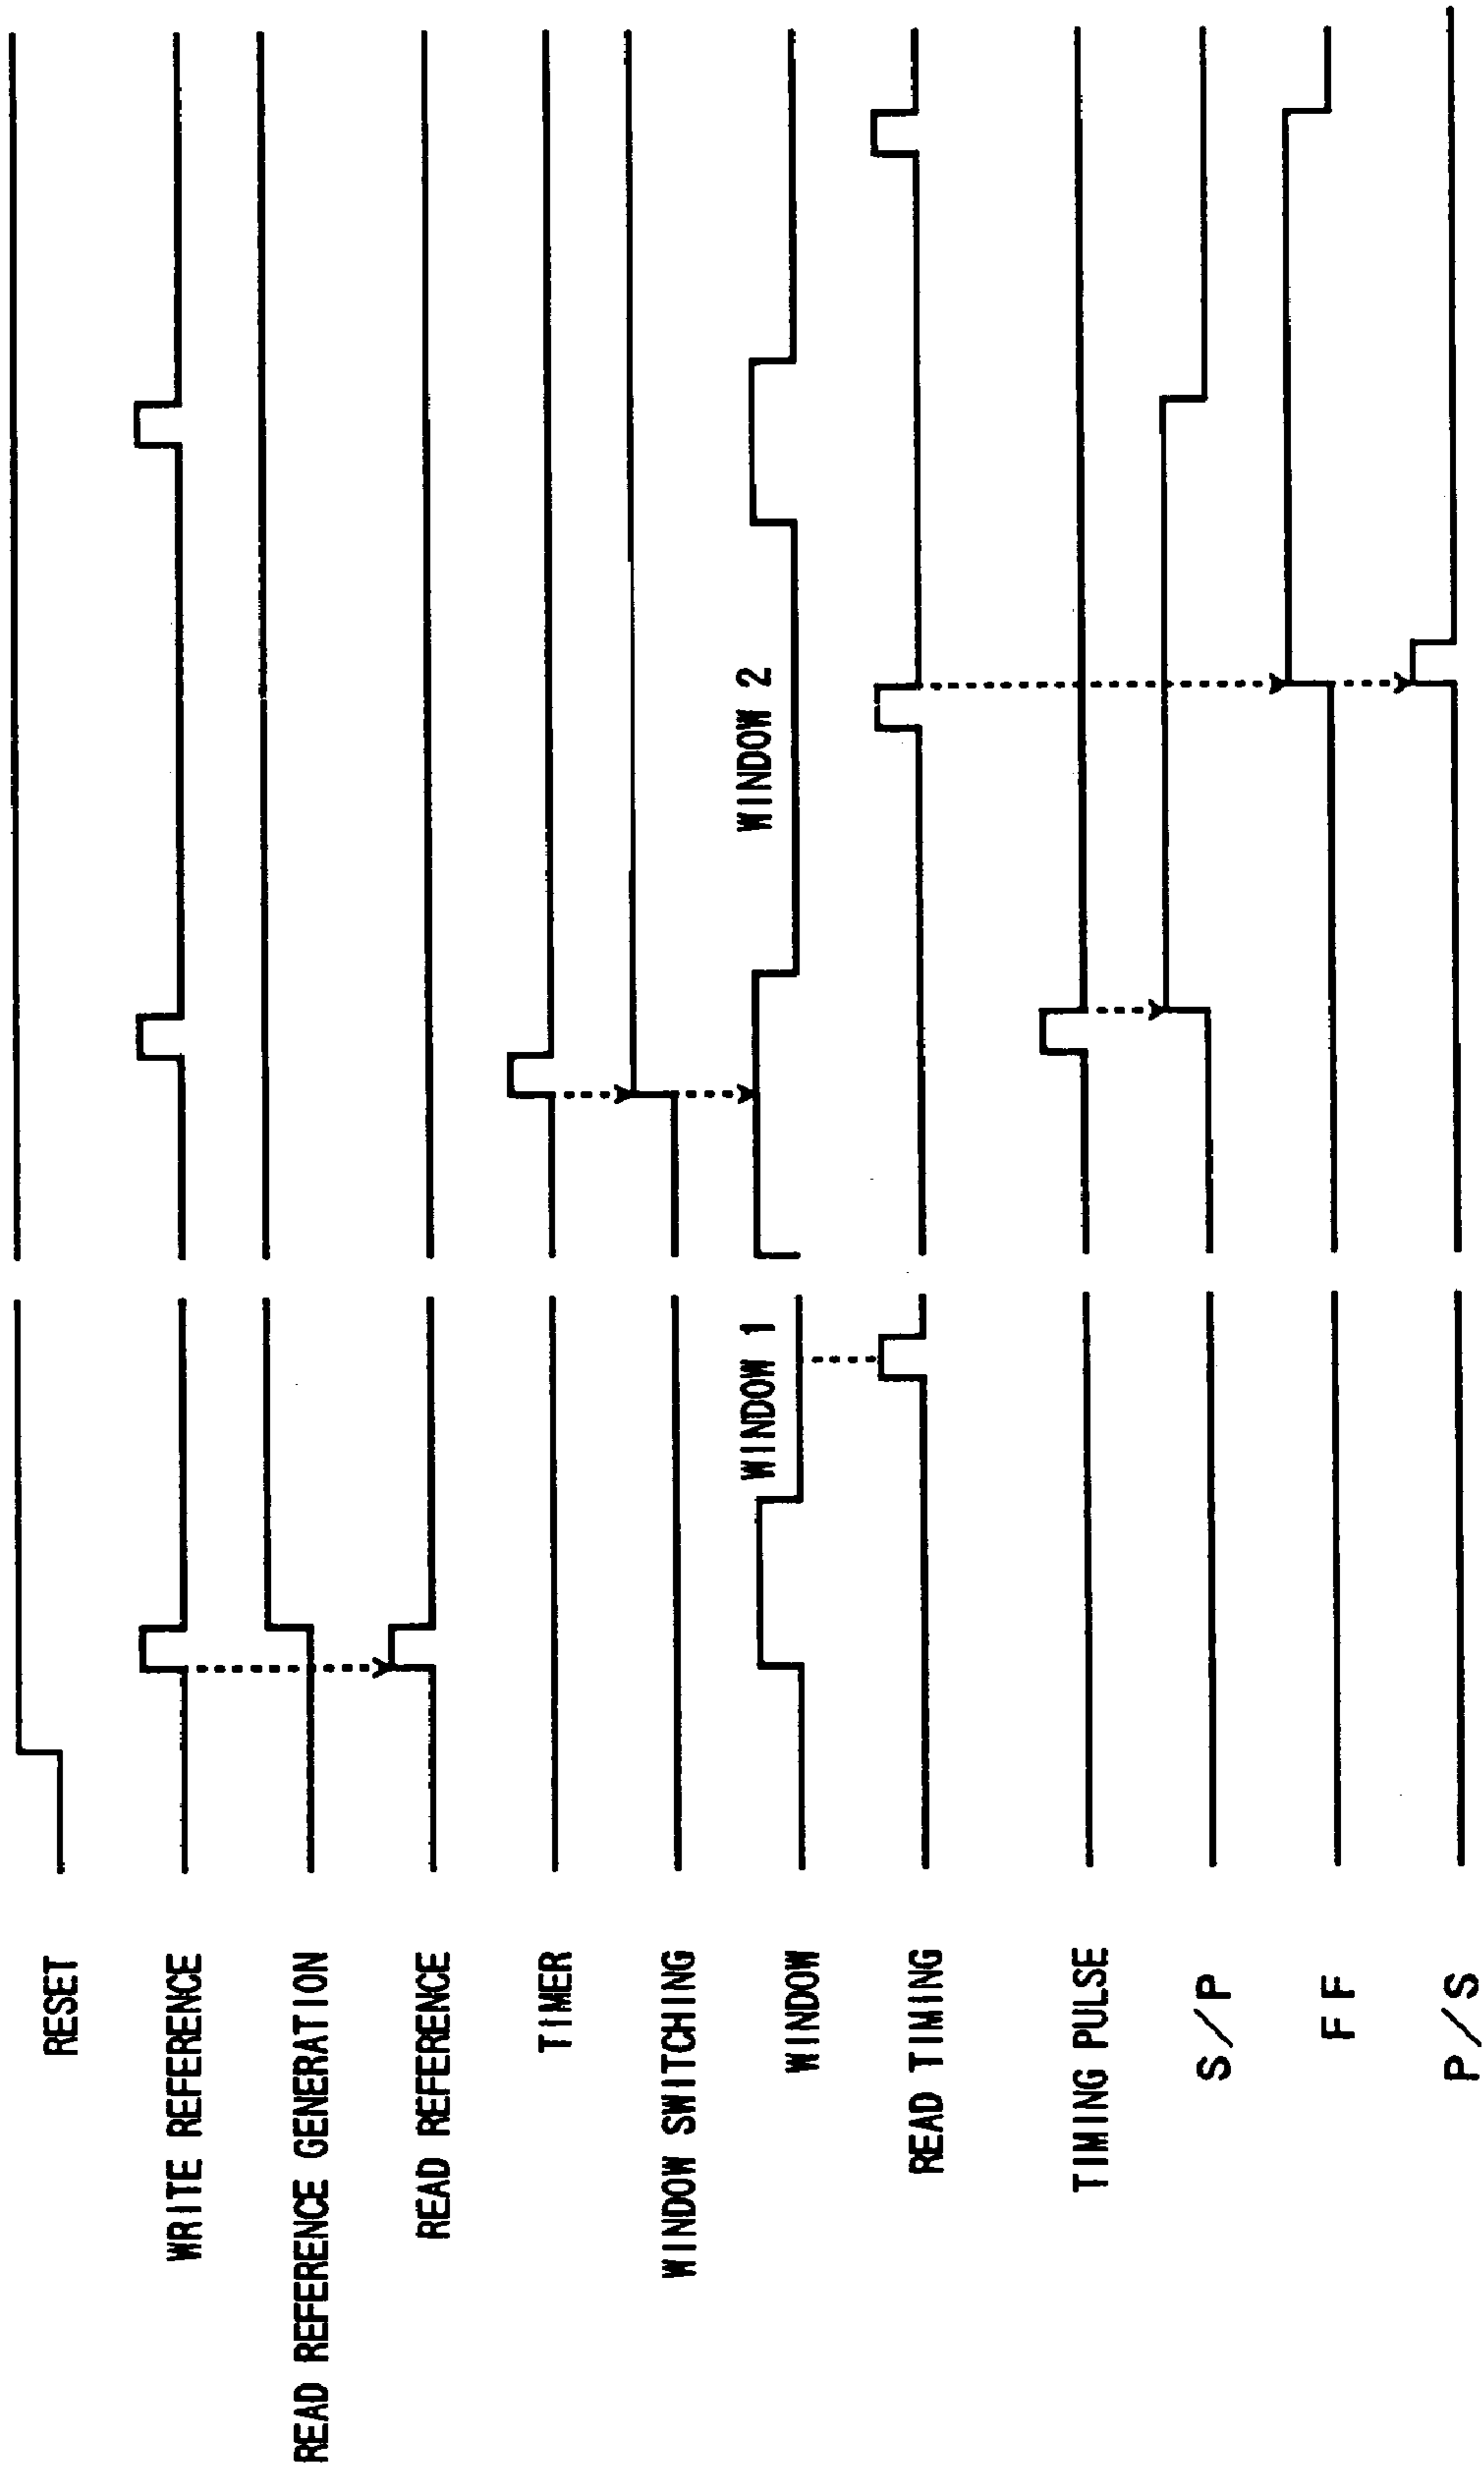 RESET
WRITE REFERENCE
READ REFERENCE GENERATION
READ REFERENCE
TIMER
WINDOW SWITCHING
WINDOW
WINDOW 1
WINDOW 2
READ TIMING
TIMING PULSE
S/P
FF
P/S